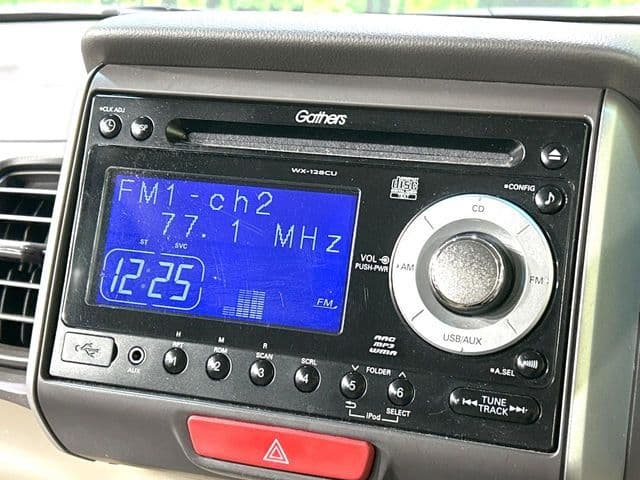 Gathers
CLK ADJ
WX-128CU
disc
TEXT
CONFIG
FM1-ch2
77.1 MHz
ST SVC
12:25
FM
VOL
PUSH-PWR
CD
AM
FM
USB/AUX
AAC
MP3
WMA
A.SEL
AUX
H M R
RPT RDM SCAN SCRL FOLDER
1 2 3 4 5 6
iPod SELECT
TUNE
TRACK